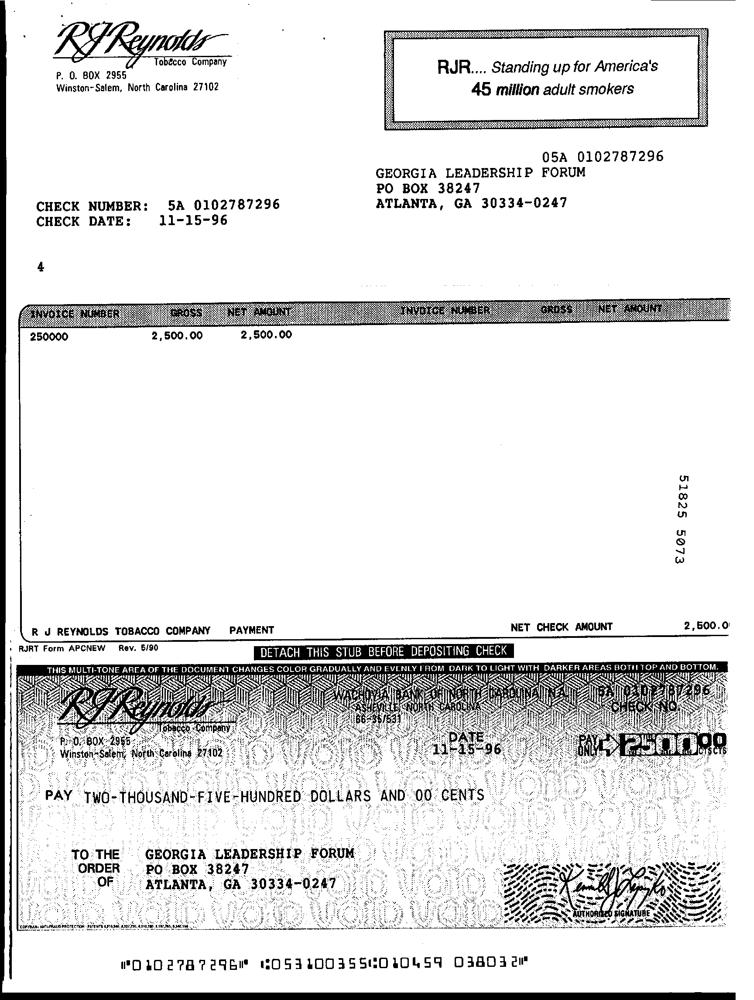 RJReynolds
Tobacco Company
P. O. BOX 2955
Winston-Salem, North Carolina 27102
RJR.... Standing up for America's
45 million adult smokers
05A 0102787296
GEORGIA LEADERSHIP FORUM
PO BOX 38247
ATLANTA, GA 30334-0247
CHECK NUMBER: 5A 0102787296
CHECK DATE: 11-15-96
4
INVOICE NUMBER GROSS NET AMOUNT INVOICE NUMBER GROSS NET AMOUNT
250000 2,500.00 2,500.00
51825 5073
R J REYNOLDS TOBACCO COMPANY PAYMENT NET CHECK AMOUNT 2,500.0
RJRT Form APCNEW Rev. 5/90
DETACH THIS STUB BEFORE DEPOSITING CHECK
THIS MULTI-TONE AREA OF THE DOCUMENT CHANGES COLOR GRADUALLY AND EVENLY FROM DARK TO LIGHT WITH DARKER AREAS BOTH TOP AND BOTTOM.
RJReynolds
Tobacco Company
P. O. BOX 2955
Winston-Salem, North Carolina 27102
WACHOVIA BANK OF NORTH CAROLINA N.A.
ASHEVILLE NORTH CAROLINA
66-35/531
5A 0102787296
CHECK NO.
DATE
11-15-96
PAY ONLY 2500 00
PAY TWO-THOUSAND-FIVE-HUNDRED DOLLARS AND 00 CENTS
TO THE ORDER OF
GEORGIA LEADERSHIP FORUM
PO BOX 38247
ATLANTA, GA 30334-0247
AUTHORIZED SIGNATURE
⑈0102787296⑈ ⑆053100355⑆010459 038032⑈